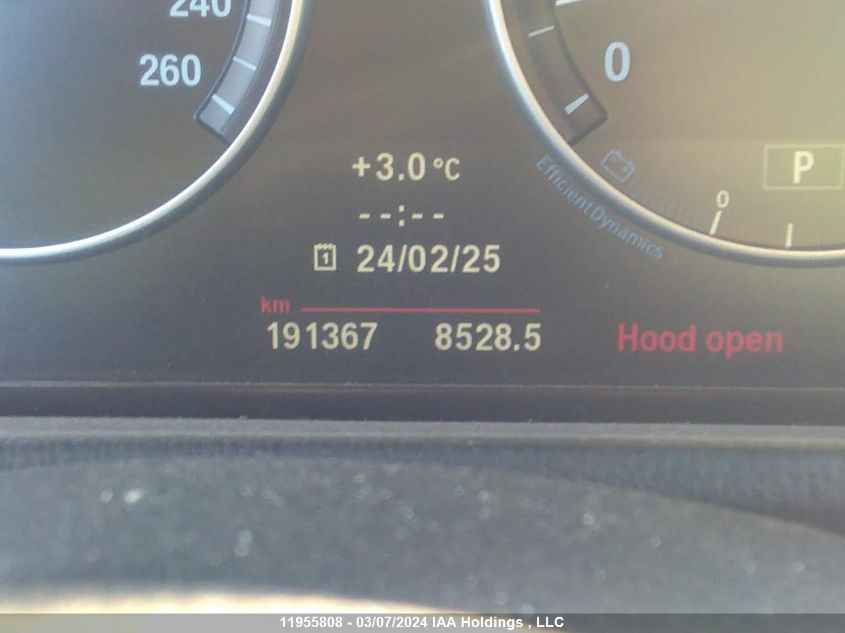 240
260
0
+3.0 °C
--:--
P
EfficientDynamics
0
1 24/02/25
km
191367 8528.5 Hood open
11955808 - 03/07/2024 IAA Holdings , LLC